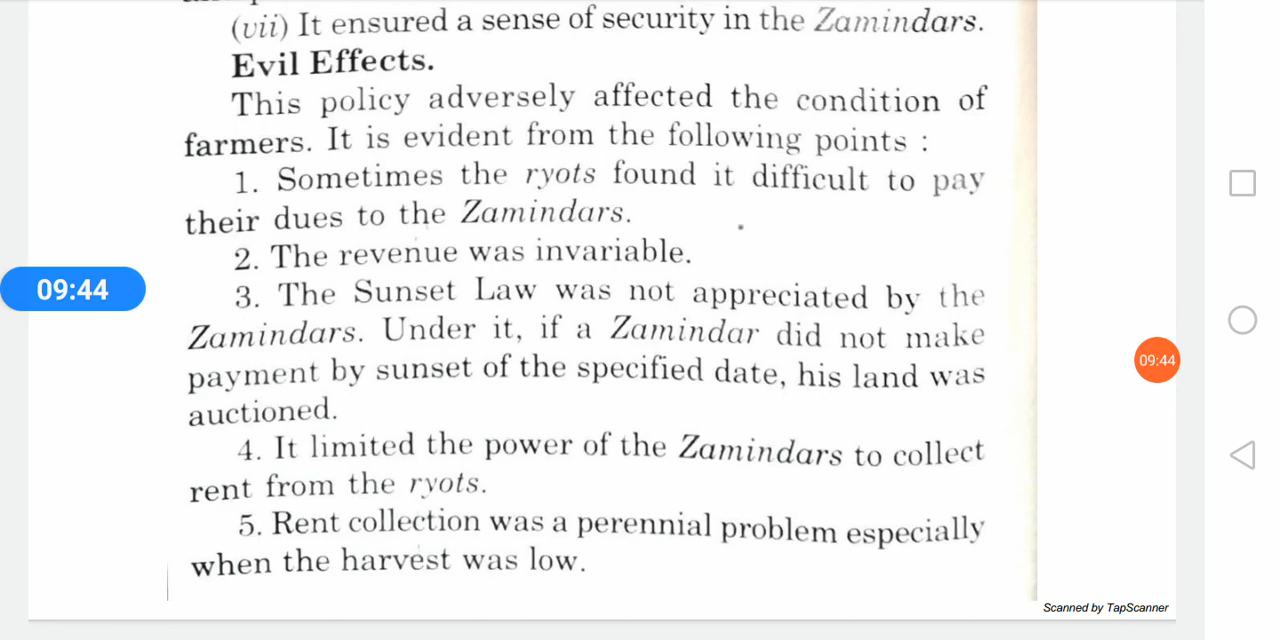 (vii) It ensured a sense of security in the Zamindars.
Evil Effects.
This policy adversely affected the condition of
farmers. It is evident from the following points :
1. Sometimes the ryots found it difficult to pay
their dues to the Zamindars.
2. The revenue was invariable.
3. The Sunset Law was not appreciated by the
Zamindars. Under it, if a Zamindar did not make
payment by sunset of the specified date, his land was
auctioned.
4. It limited the power of the Zamindars to collect
rent from the ryots.
5. Rent collection was a perennial problem especially
when the harvest was low.
09:44
09:44
Scanned by TapScanner